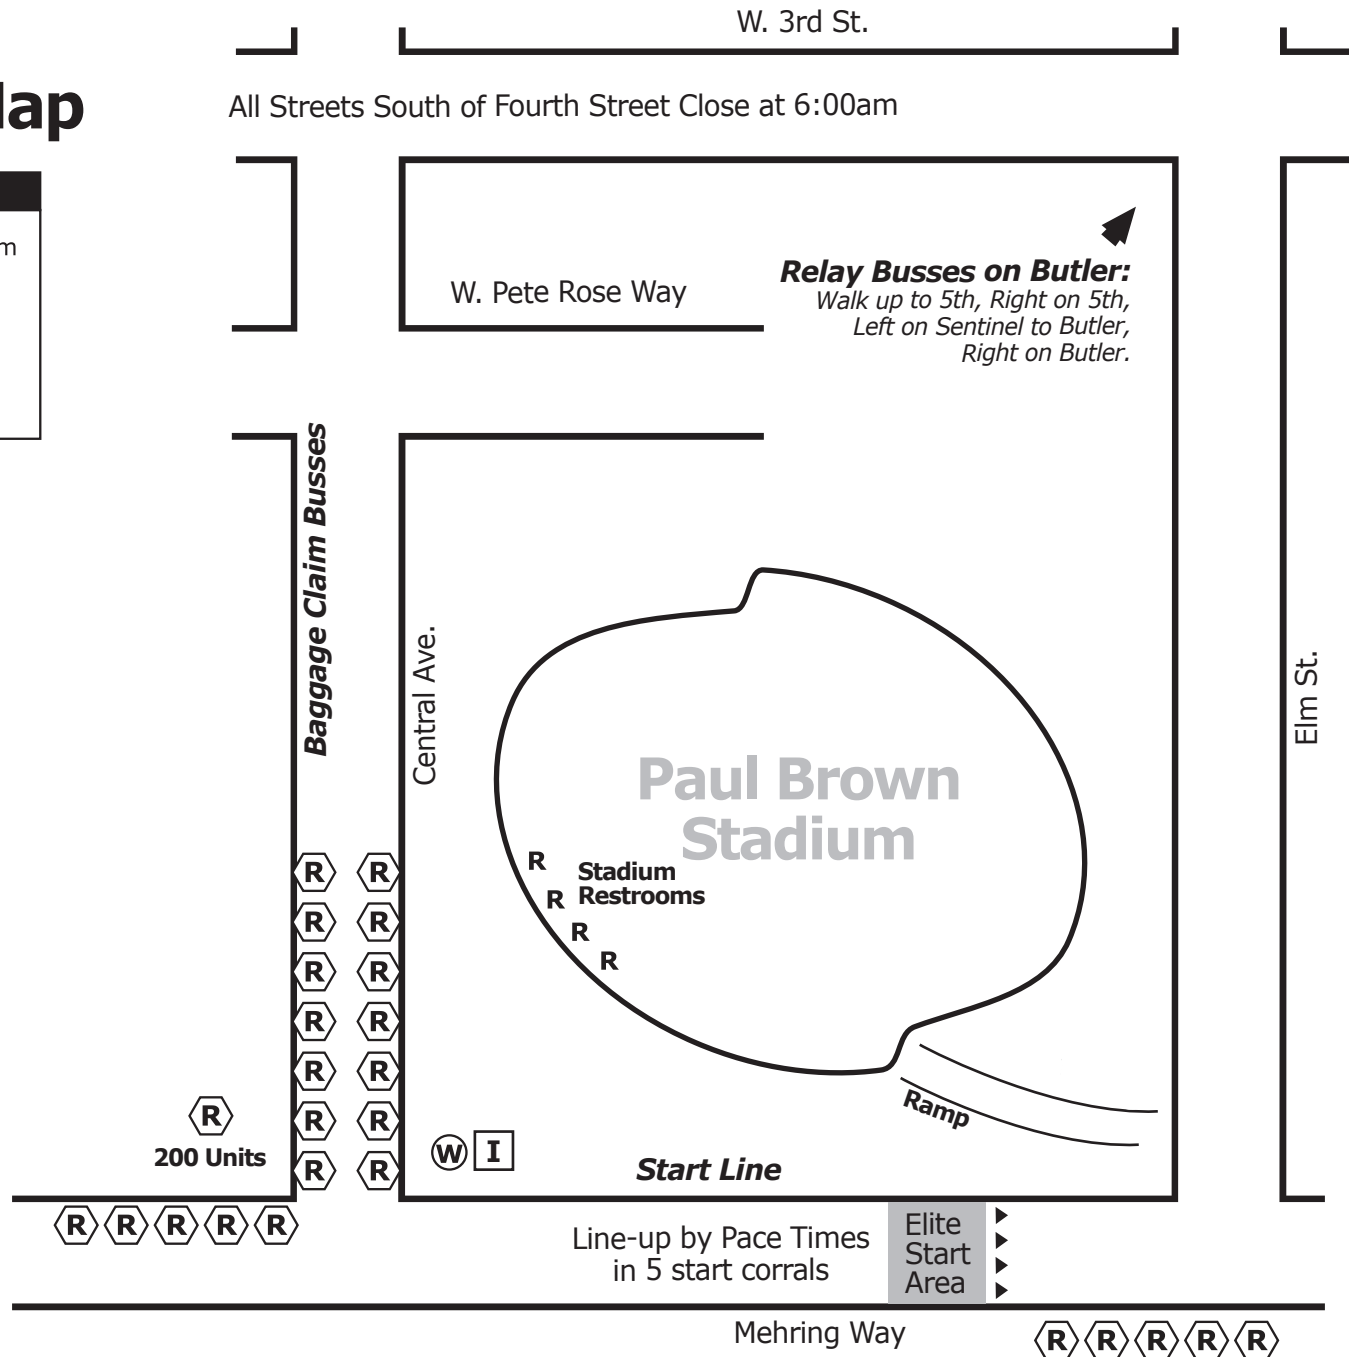 W. 3rd St.
All Streets South of Fourth Street Close at 6:00am
Relay Busses on Butler:
Walk up to 5th, Right on 5th,
Left on Sentinel to Butler,
Right on Butler.
W. Pete Rose Way
Baggage Claim Busses
Central Ave.
Elm St.
Paul Brown
Stadium
R
Stadium
Restrooms
R
R
R
R R
R R
R R
R R
R R
R R
R R
R
200 Units
W I
Start Line
Ramp
R R R R R
Line-up by Pace Times
in 5 start corrals
Elite
Start
Area
Mehring Way
R R R R R